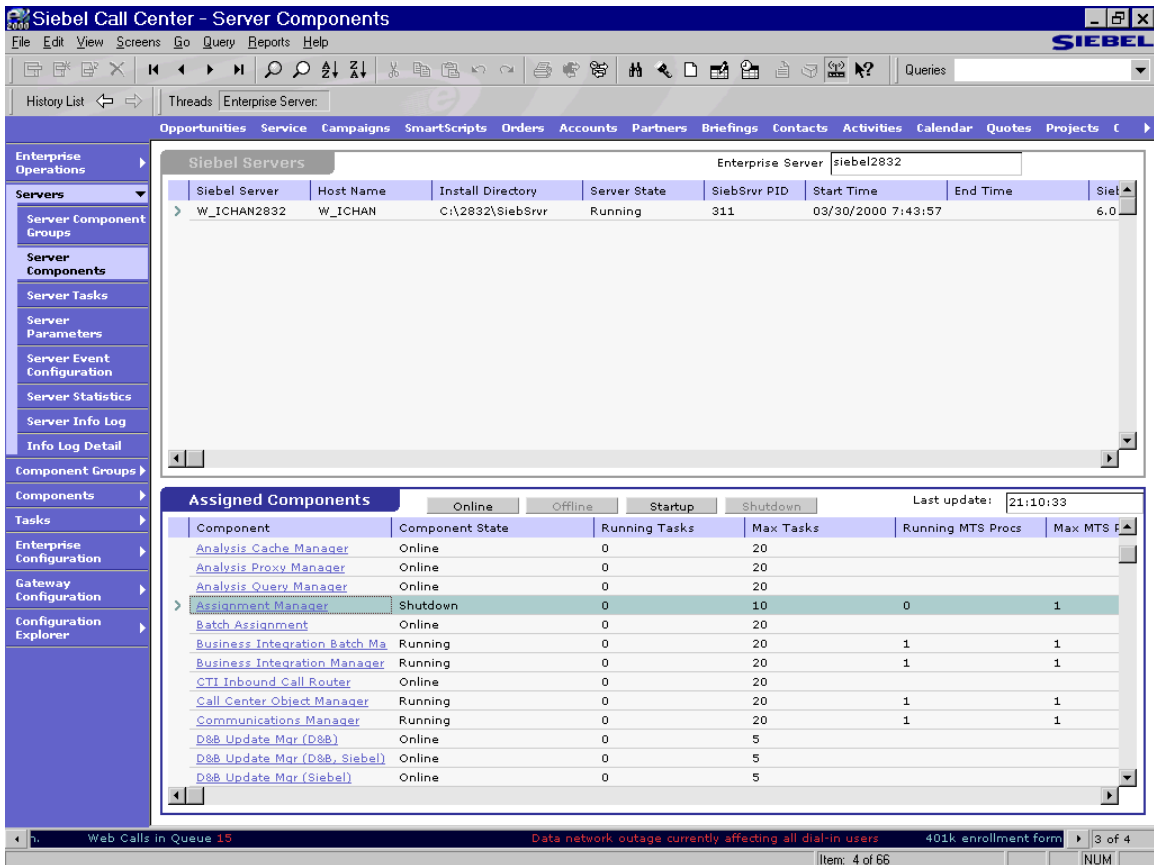 2000 Siebel Call Center - Server Components
File Edit View Screens Go Query Reports Help SIEBEL
Queries
History List Threads Enterprise Server:
Opportunities Service Campaigns SmartScripts Orders Accounts Partners Briefings Contacts Activities Calendar Quotes Projects
Enterprise Operations
Servers
Server Component Groups
Server Components
Server Tasks
Server Parameters
Server Event Configuration
Server Statistics
Server Info Log
Info Log Detail
Component Groups
Components
Tasks
Enterprise Configuration
Gateway Configuration
Configuration Explorer
Siebel Servers Enterprise Server siebel2832
Siebel Server Host Name Install Directory Server State SiebSrvr PID Start Time End Time Siel
W_ICHAN2832 W_ICHAN C:\2832\SiebSrvr Running 311 03/30/2000 7:43:57 6.0
Assigned Components Online Offline Startup Shutdown Last update: 21:10:33
Component Component State Running Tasks Max Tasks Running MTS Procs Max MTS P
Analysis Cache Manager Online 0 20
Analysis Proxy Manager Online 0 20
Analysis Query Manager Online 0 20
Assignment Manager Shutdown 0 10 0 1
Batch Assignment Online 0 20
Business Integration Batch Ma Running 0 20 1 1
Business Integration Manager Running 0 20 1 1
CTI Inbound Call Router Online 0 20
Call Center Object Manager Running 0 20 1 1
Communications Manager Running 0 20 1 1
D&B Update Mgr (D&B) Online 0 5
D&B Update Mgr (D&B, Siebel) Online 0 5
D&B Update Mgr (Siebel) Online 0 5
n. Web Calls in Queue 15 Data network outage currently affecting all dial-in users 401k enrollment form 3 of 4
Item: 4 of 66 NUM